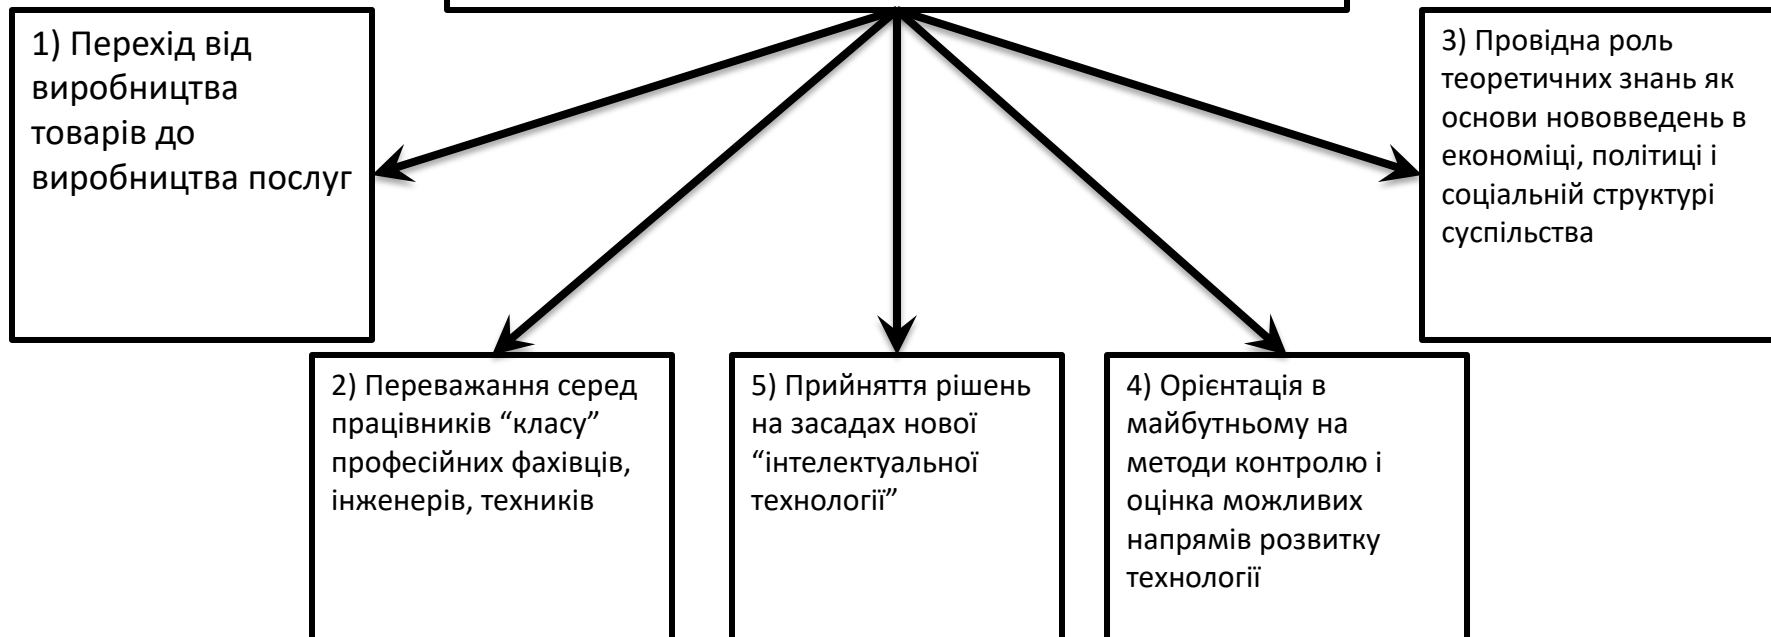 1) Перехід від
виробництва
товарів до
виробництва послуг
3) Провідна роль
теоретичних знань як
основи нововведень в
економіці, політиці і
соціальній структурі
суспільства
2) Переважання серед
працівників “класу”
професійних фахівців,
інженерів, техників
5) Прийняття рішень
на засадах нової
“інтелектуальної
технології”
4) Орієнтація в
майбутньому на
методи контролю і
оцінка можливих
напрямів розвитку
технології